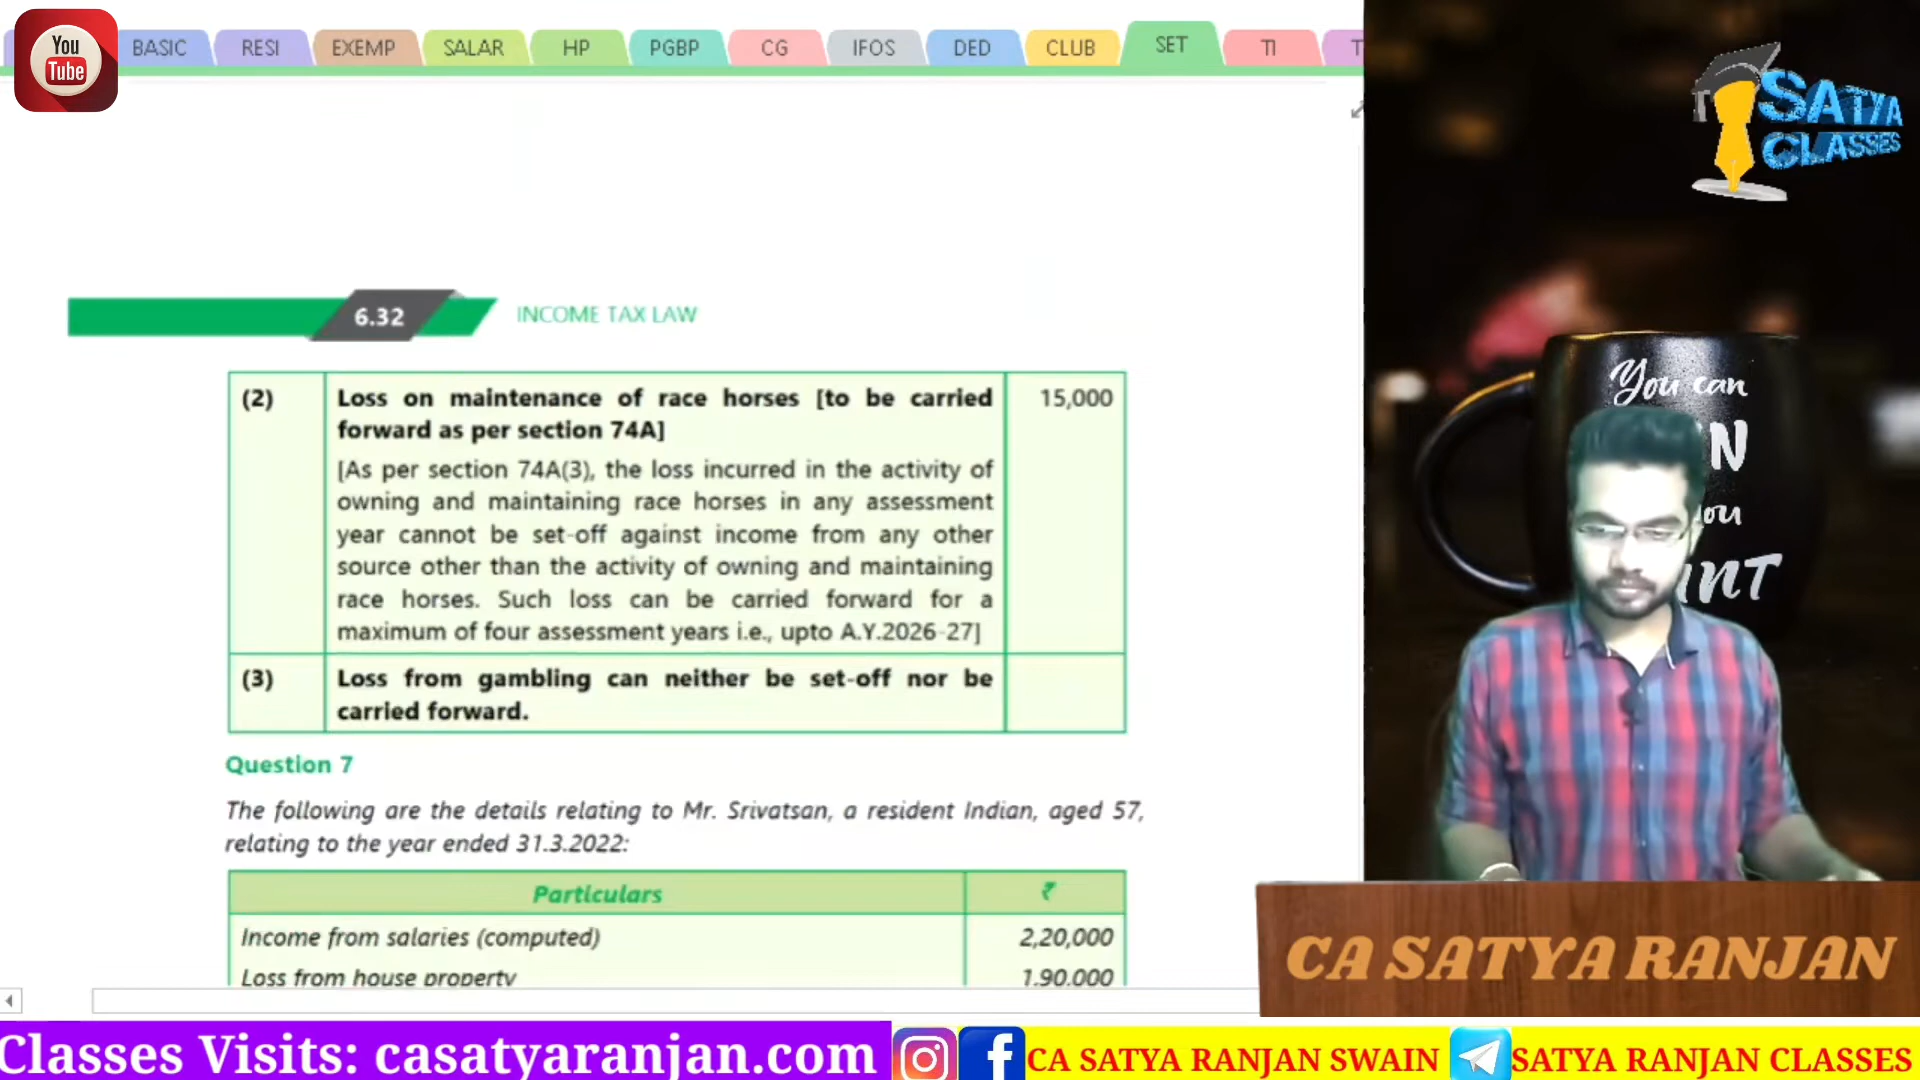 You
Tube
BASIC
RESI
EXEMP
SALAR
HP
PGBP
CG
IFOS
DED
CLUB
SET
TI
SATYA
CLASSES
6.32
INCOME TAX LAW
(2)
Loss on maintenance of race horses [to be carried
forward as per section 74A]
15,000
[As per section 74A(3), the loss incurred in the activity of
owning and maintaining race horses in any assessment
year cannot be set-off against income from any other
source other than the activity of owning and maintaining
race horses. Such loss can be carried forward for a
maximum of four assessment years i.e., upto A.Y.2026-27]
(3)
Loss from gambling can neither be set-off nor be
carried forward.
Question 7
The following are the details relating to Mr. Srivatsan, a resident Indian, aged 57,
relating to the year ended 31.3.2022:
Particulars
₹
Income from salaries (computed)
2,20,000
Loss from house property
1,90,000
You can
CA SATYA RANJAN
Classes Visits: casatyaranjan.com
CA SATYA RANJAN SWAIN
SATYA RANJAN CLASSES